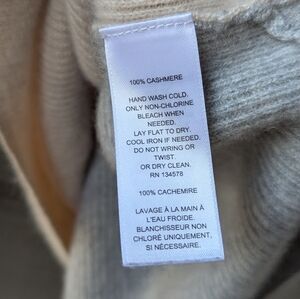 100% CASHMERE
HAND WASH COLD.
ONLY NON-CHLORINE
BLEACH WHEN
NEEDED.
LAY FLAT TO DRY.
COOL IRON IF NEEDED.
DO NOT WRING OR
TWIST
OR DRY CLEAN.
RN 134578
100% CACHEMIRE
LAVAGE À LA MAIN À
L'EAU FROIDE.
BLANCHISSEUR NON
CHLORÉ UNIQUEMENT,
SI NÉCESSAIRE.